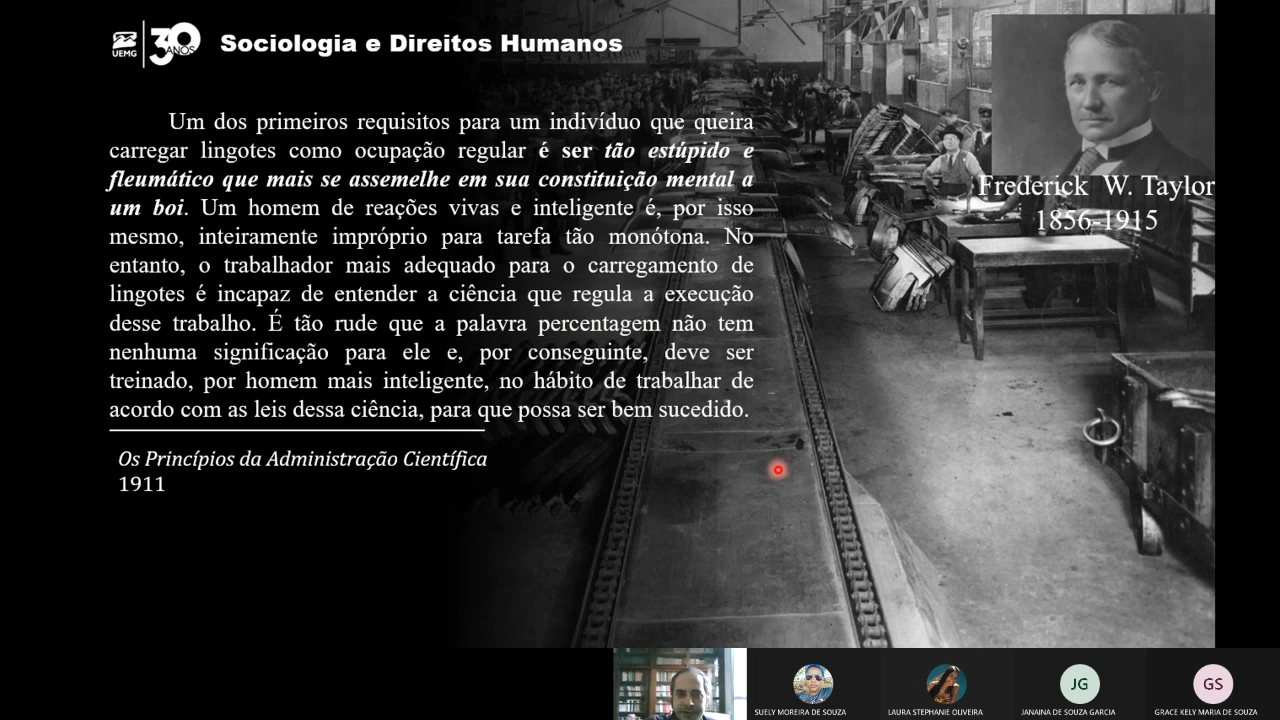 UEMG
30
ANOS
Sociologia e Direitos Humanos
Um dos primeiros requisitos para um indivíduo que queira
carregar lingotes como ocupação regular é ser tão estúpido e
fleumático que mais se assemelhe em sua constituição mental a
um boi. Um homem de reações vivas e inteligente é, por isso
mesmo, inteiramente impróprio para tarefa tão monótona. No
entanto, o trabalhador mais adequado para o carregamento de
lingotes é incapaz de entender a ciência que regula a execução
desse trabalho. É tão rude que a palavra percentagem não tem
nenhuma significação para ele e, por conseguinte, deve ser
treinado, por homem mais inteligente, no hábito de trabalhar de
acordo com as leis dessa ciência, para que possa ser bem sucedido.
Os Princípios da Administração Científica
1911
Frederick W. Taylor
1856-1915
JG
GS
SUELY MOREIRA DE SOUZA
LAURA STEPHANIE OLIVEIRA
JANAINA DE SOUZA GARCIA
GRACE KELY MARIA DE SOUZA